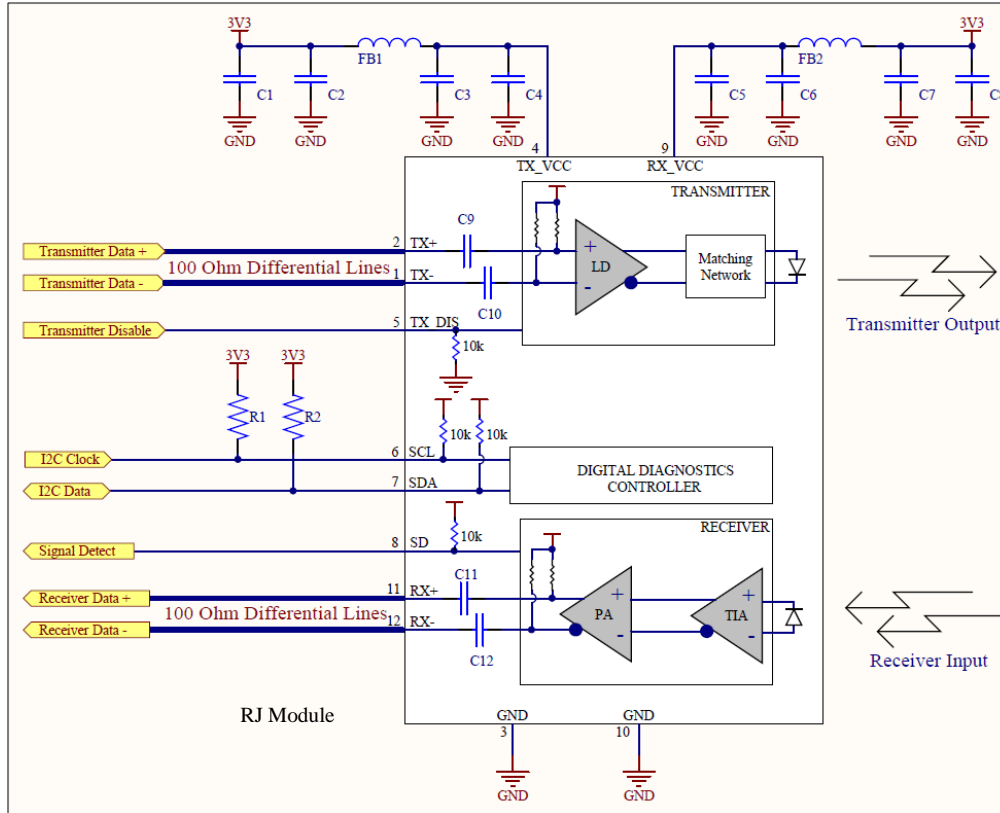 3V3
3V3
FB1
FB2
C1
C2
C3
C4
C5
C6
C7
GND
GND
GND
GND
GND
GND
GND
GND
4
9
TX_VCC
RX_VCC
TRANSMITTER
C9
Transmitter Data +
2
TX+
100 Ohm Differential Lines
+
LD
Matching
Network
Transmitter Data -
1
TX-
-
C10
Transmitter Disable
5
TX_DIS
Transmitter Output
10k
3V3
3V3
R1
R2
10k
10k
I2C Clock
6
SCL
DIGITAL DIAGNOSTICS
CONTROLLER
I2C Data
7
SDA
RECEIVER
10k
Signal Detect
8
SD
C11
Receiver Data +
11
RX+
+
+
100 Ohm Differential Lines
PA
TIA
Receiver Data -
12
RX-
-
-
C12
Receiver Input
RJ Module
GND
GND
3
10
GND
GND